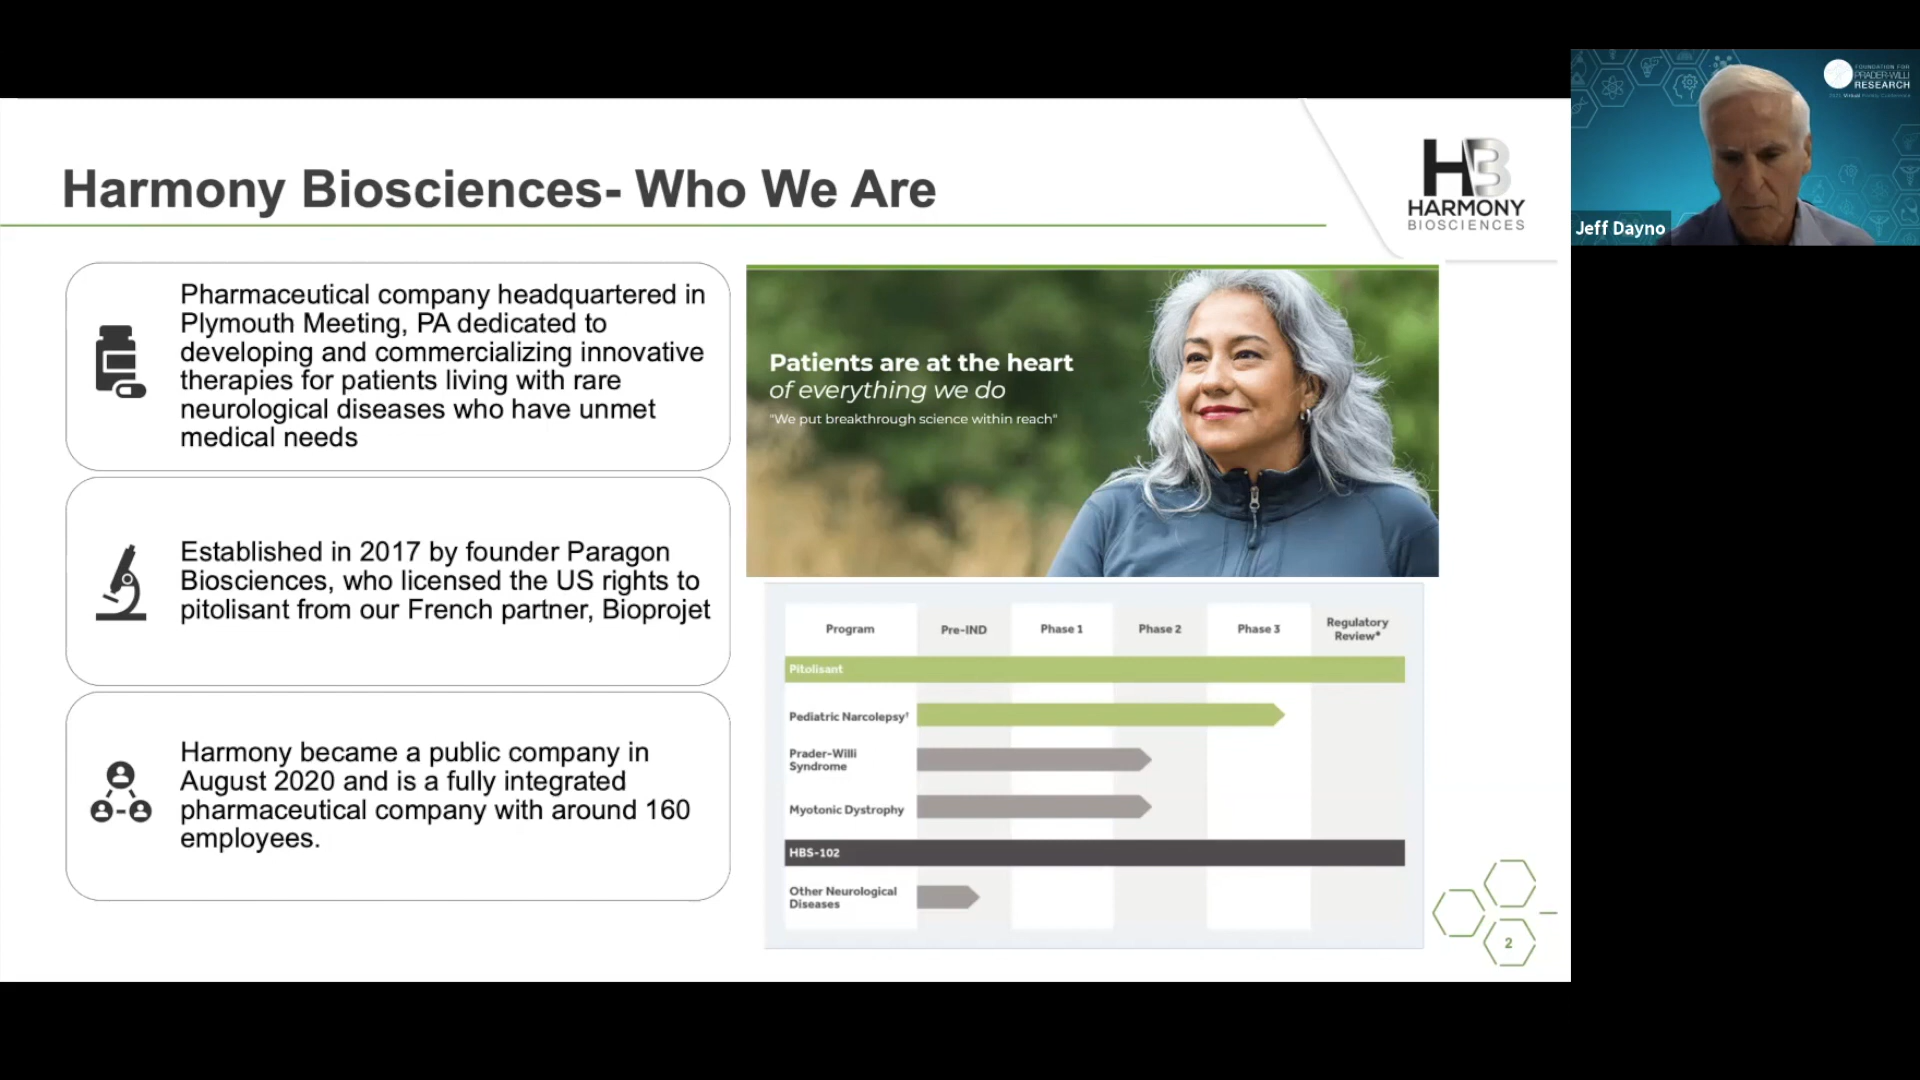 Harmony Biosciences- Who We Are
HB
HARMONY
BIOSCIENCES
Pharmaceutical company headquartered in
Plymouth Meeting, PA dedicated to
developing and commercializing innovative
therapies for patients living with rare
neurological diseases who have unmet
medical needs
Established in 2017 by founder Paragon
Biosciences, who licensed the US rights to
pitolisant from our French partner, Bioprojet
Harmony became a public company in
August 2020 and is a fully integrated
pharmaceutical company with around 160
employees.
Patients are at the heart
of everything we do
"We put breakthrough science within reach"
Program Pre-IND Phase 1 Phase 2 Phase 3 Regulatory
Review*
Pitolisant
Pediatric Narcolepsy†
Prader-Willi
Syndrome
Myotonic Dystrophy
HBS-102
Other Neurological
Diseases
2
FOUNDATION FOR
PRADER-WILLI
RESEARCH
2021 Virtual Family Conference
Jeff Dayno